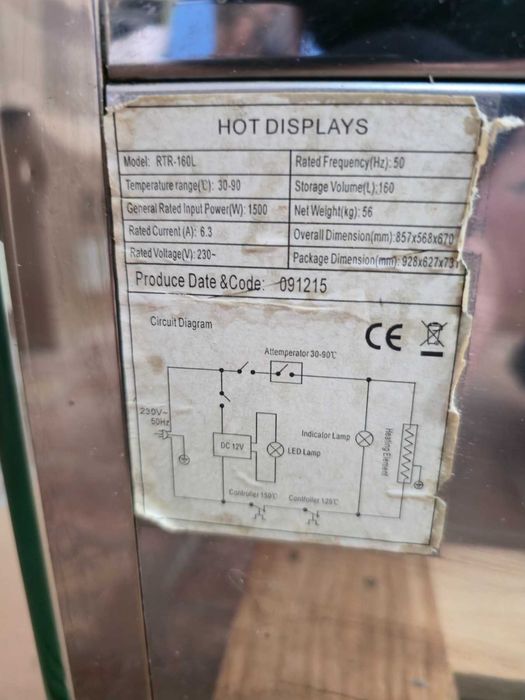 HOT DISPLAYS
Model: RTR-160L
Rated Frequency(Hz): 50
Temperature range(℃): 30-90
Storage Volume(L):160
General Rated Input Power(W): 1500
Net Weight(kg): 56
Rated Current (A): 6.3
Overall Dimension(mm):857x568x670
Rated Voltage(V): 230~
Package Dimension(mm): 928x627x731
Produce Date &Code: 091215
Circuit Diagram
CE
Attemperator 30-90℃
230V~
50Hz
DC 12V
LED Lamp
Indicalor Lamp
Heating Element
Controller 150℃
Controller 125℃